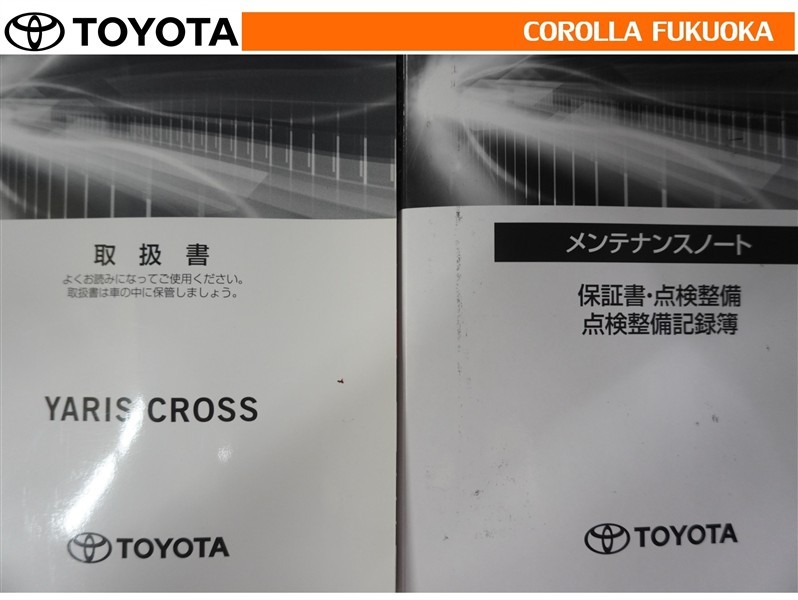 TOYOTA
COROLLA FUKUOKA
取扱書
よくお読みになってご使用ください。
取扱書は車の中に保管しましょう。
YARIS CROSS
TOYOTA
メンテナンスノート
保証書・点検整備
点検整備記録簿
TOYOTA